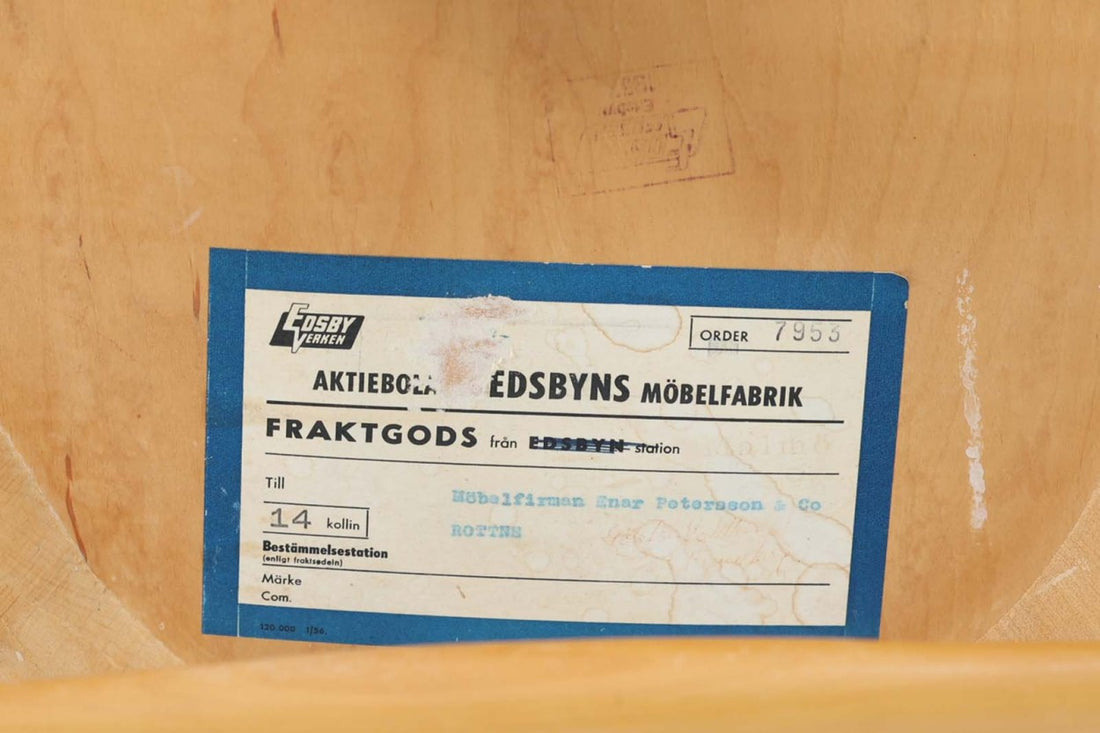 EDSBY
VERKEN
ORDER 7953
EDSBYNS MÖBELFABRIK
FRAKTGODS från EDSBYN station
Till
Möbelfirman Enar Petersson & Co
14 kollin
ROTTNE
Bestämmelsestation
(enligt fraktsedeln)
Märke
Com.
120.000 1/56.